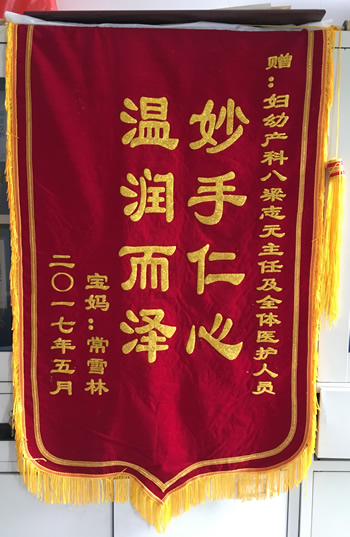 赠：妇幼产科八梁志元主任及全体医护人员
妙手仁心
温润而泽
宝妈：常雪林
二〇一七年五月